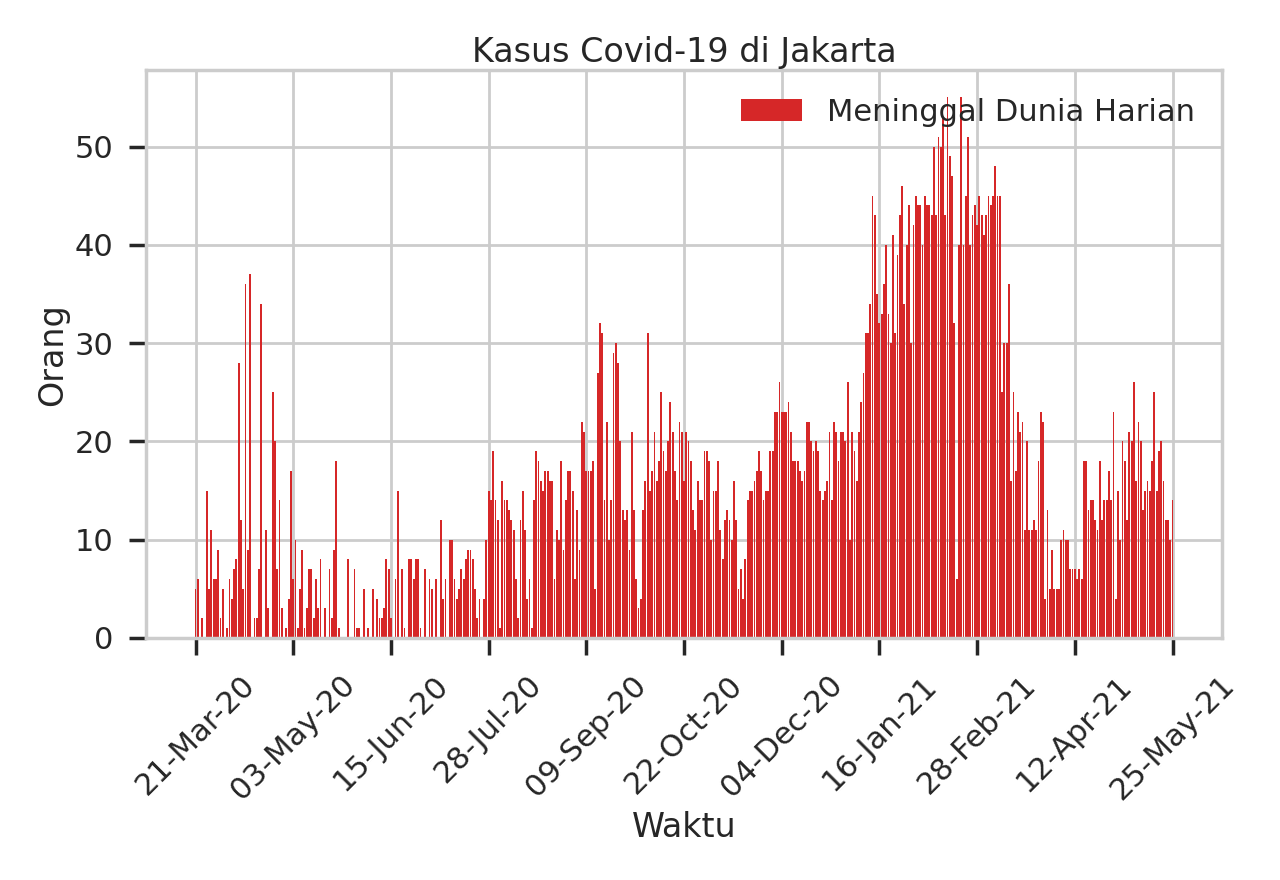 Kasus Covid-19 di Jakarta
Meninggal Dunia Harian
50
40
30
20
10
0
Orang
21-Mar-20
03-May-20
15-Jun-20
28-Jul-20
09-Sep-20
22-Oct-20
04-Dec-20
16-Jan-21
28-Feb-21
12-Apr-21
25-May-21
Waktu